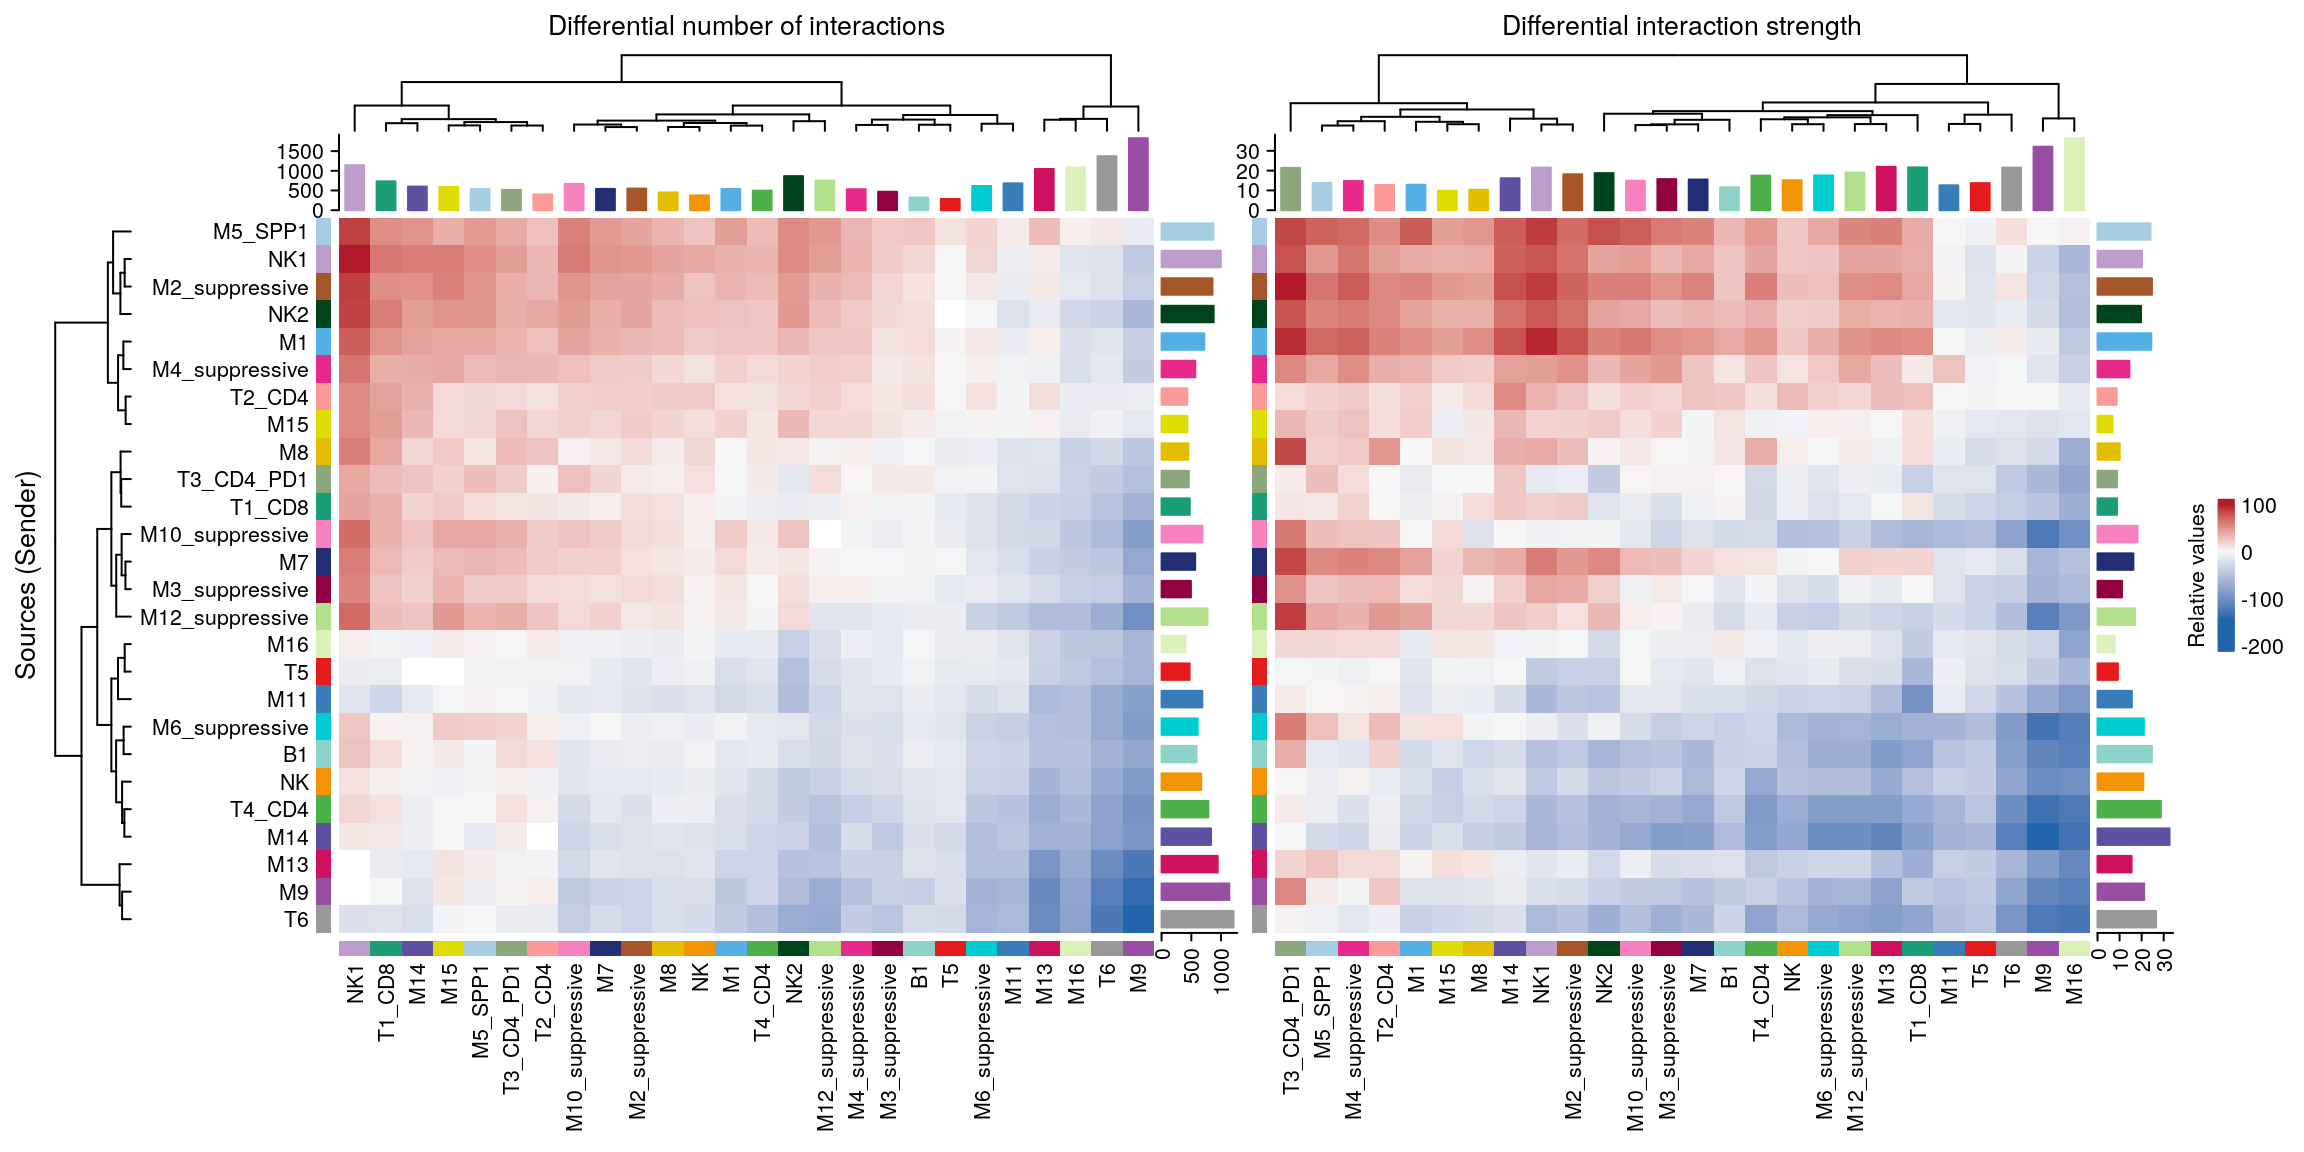 Differential number of interactions
Differential interaction strength
1500
1000
500
0
30
20
10
0
Sources (Sender)
M5_SPP1
NK1
M2_suppressive
NK2
M1
M4_suppressive
T2_CD4
M15
M8
T3_CD4_PD1
T1_CD8
M10_suppressive
M7
M3_suppressive
M12_suppressive
M16
T5
M11
M6_suppressive
B1
NK
T4_CD4
M14
M13
M9
T6
NK1
T1_CD8
M14
M15
M5_SPP1
T3_CD4_PD1
T2_CD4
M10_suppressive
M7
M2_suppressive
M8
NK
M1
T4_CD4
NK2
M12_suppressive
M4_suppressive
M3_suppressive
B1
T5
M6_suppressive
M11
M13
M16
T6
M9
0
500
1000
T3_CD4_PD1
M5_SPP1
M4_suppressive
T2_CD4
M1
M15
M8
M14
NK1
M2_suppressive
NK2
M10_suppressive
M3_suppressive
M7
B1
T4_CD4
NK
M6_suppressive
M12_suppressive
M13
T1_CD8
M11
T5
T6
M9
M16
0
10
20
30
Relative values
100
0
-100
-200